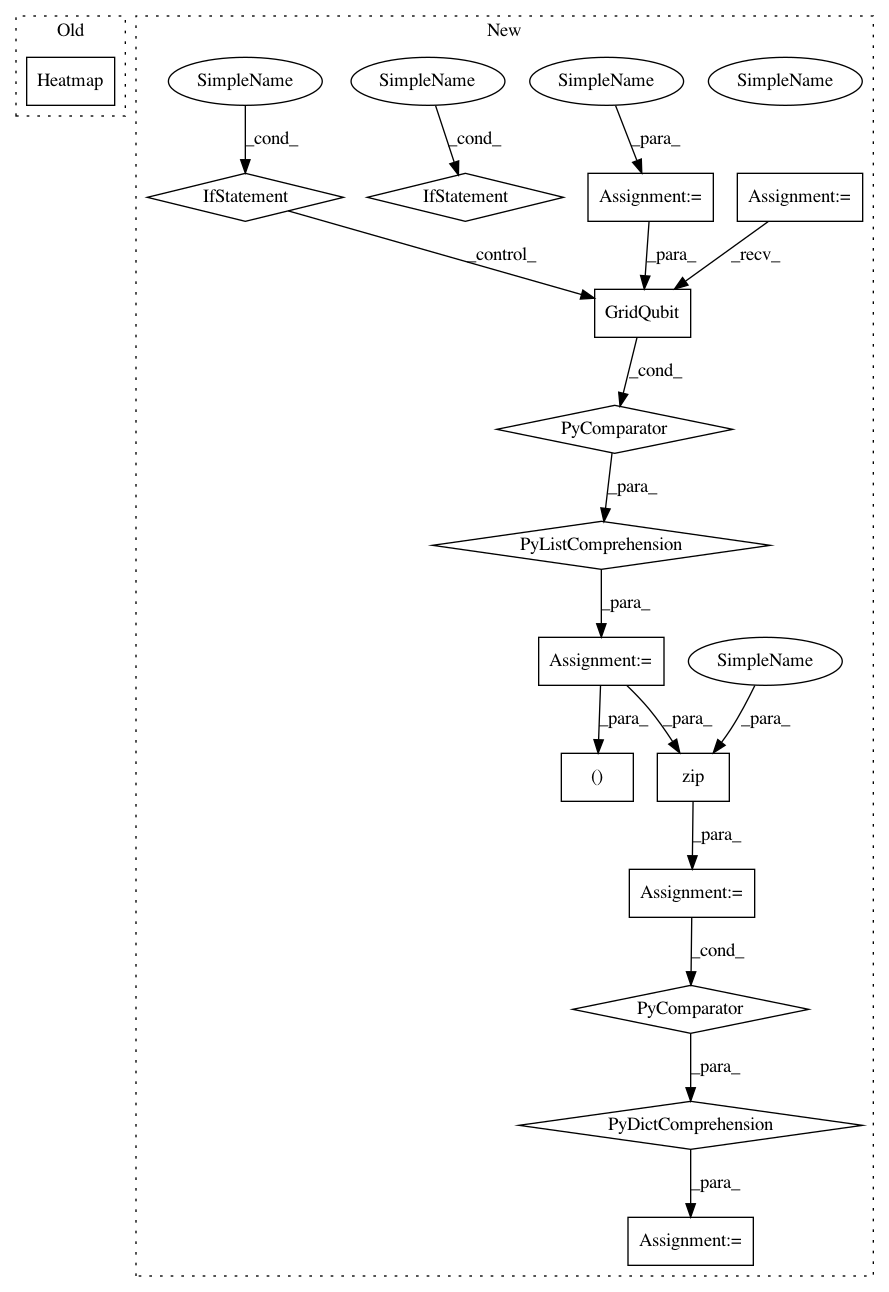 Old
New
Heatmap
SimpleName
SimpleName
SimpleName
SimpleName
_cond_
_cond_
_para_
IfStatement
IfStatement
Assignment:=
Assignment:=
_control_
_para_
_recv_
GridQubit
_cond_
PyComparator
_para_
PyListComprehension
_para_
Assignment:=
SimpleName
_para_
_para_
_para_
()
zip
_para_
Assignment:=
_cond_
PyComparator
_para_
PyDictComprehension
_para_
Assignment:=